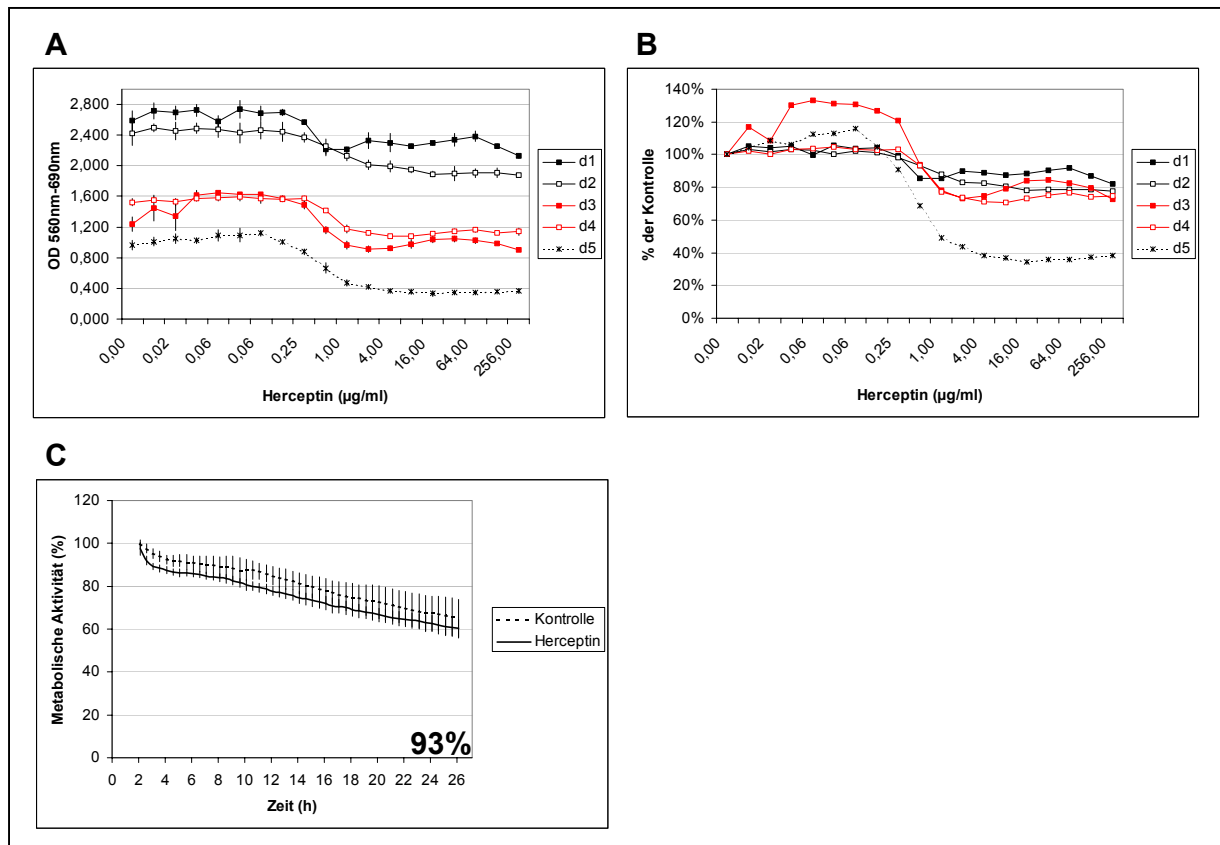 A
OD 560nm-690nm
2,800
2,400
2,000
1,600
1,200
0,800
0,400
0,000
0,00
0,02
0,06
0,06
0,25
1,00
4,00
16,00
64,00
256,00
Herceptin (µg/ml)
d1
d2
d3
d4
d5
B
% der Kontrolle
140%
120%
100%
80%
60%
40%
20%
0%
0,00
0,02
0,06
0,06
0,25
1,00
4,00
16,00
64,00
256,00
Herceptin (µg/ml)
d1
d2
d3
d4
d5
C
Metabolische Aktivität (%)
120
100
80
60
40
20
0
0 2 4 6 8 10 12 14 16 18 20 22 24 26
Zeit (h)
93%
Kontrolle
Herceptin